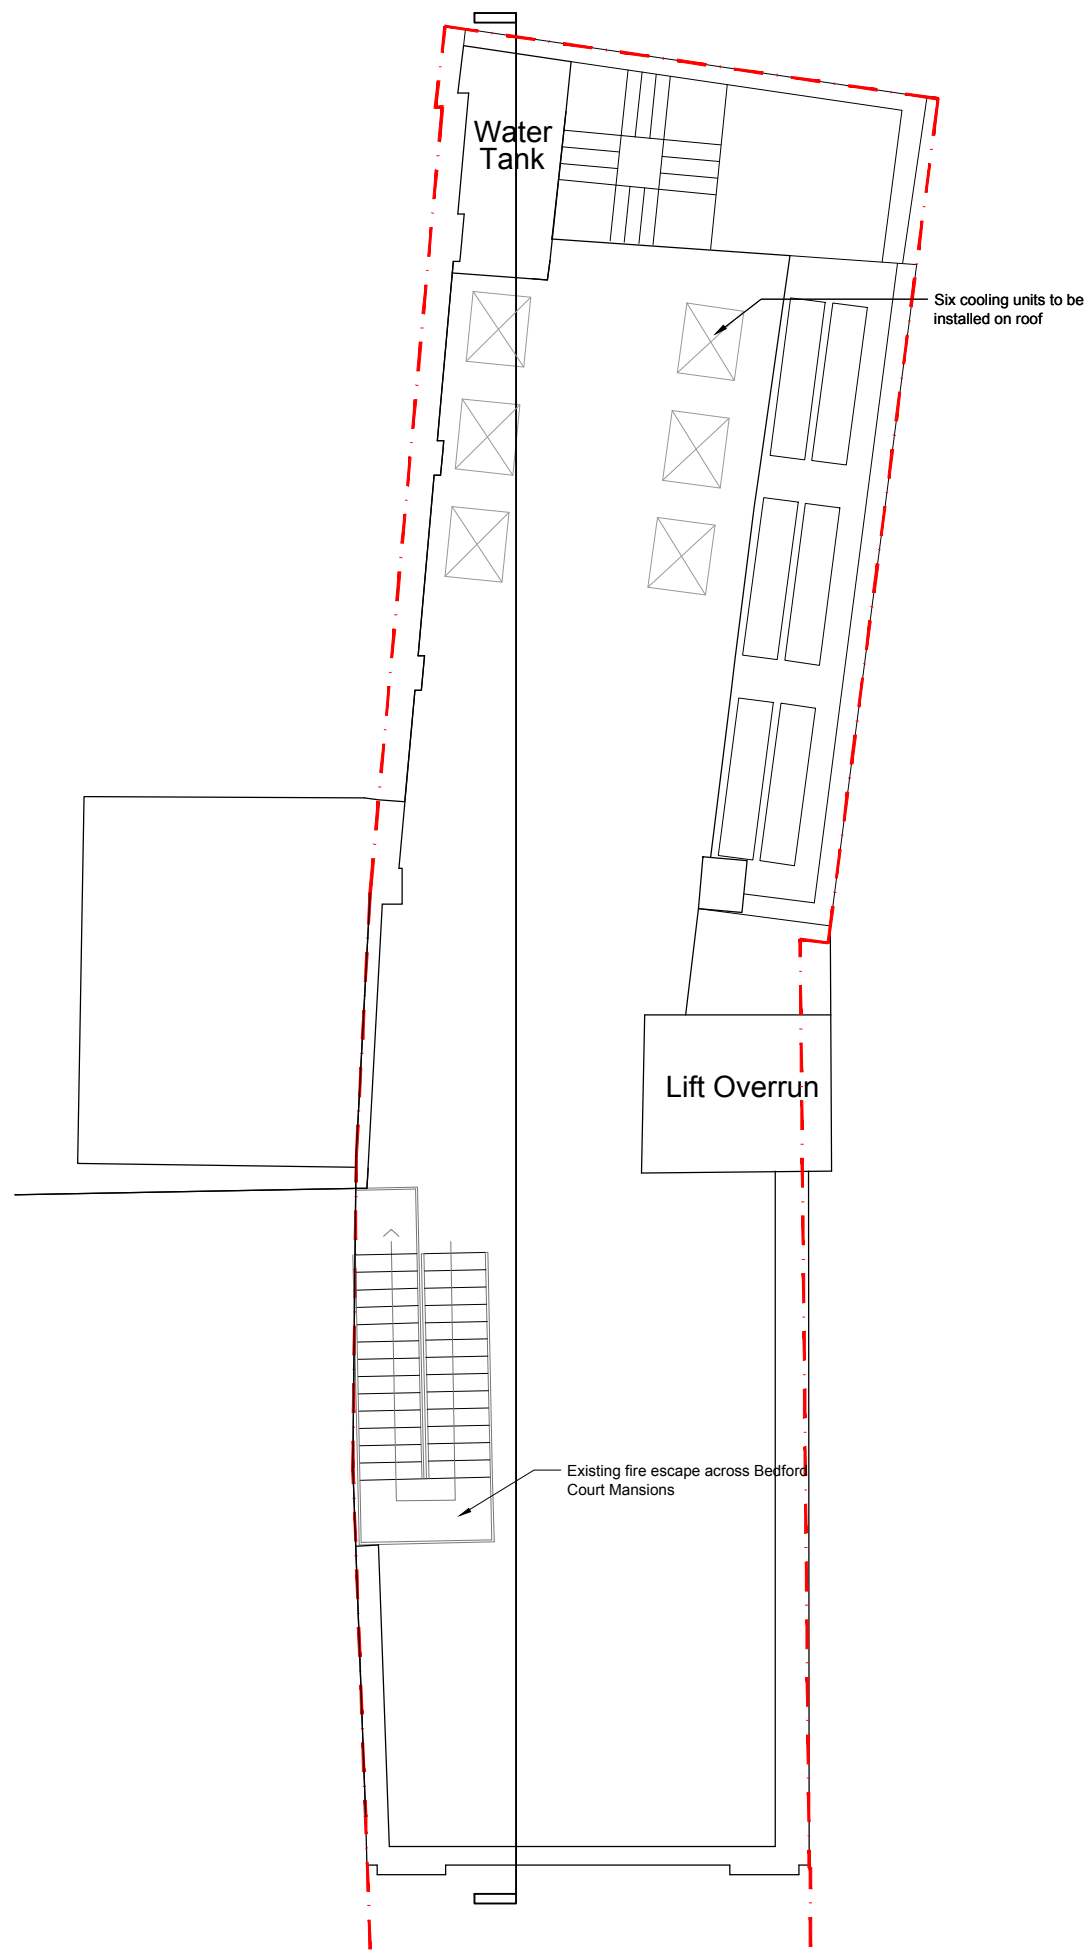 Water
Tank
Six cooling units to be
installed on roof
Lift Overrun
Existing fire escape across Bedford
Court Mansions